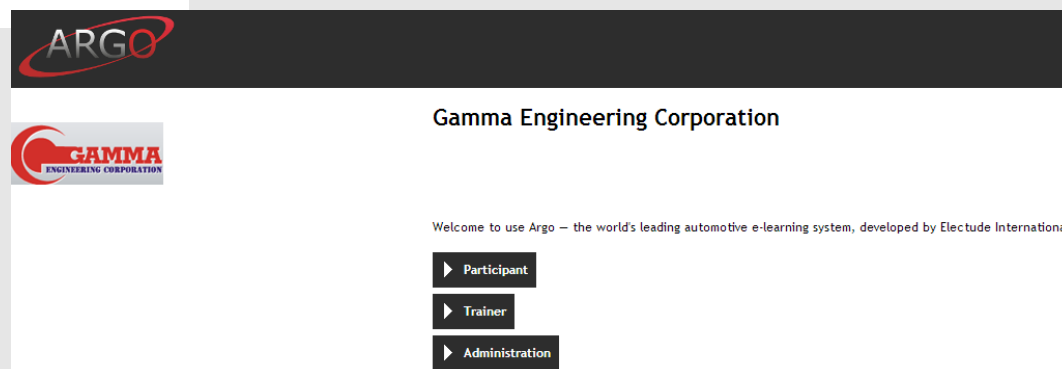 ARGO
Gamma Engineering Corporation
GAMMA
ENGINEERING CORPORATION
Welcome to use Argo — the world's leading automotive e-learning system, developed by Electude Internationa
Participant
Trainer
Administration